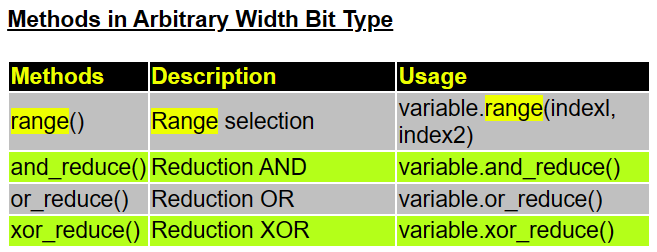 Methods in Arbitrary Width Bit Type
Methods Description Usage
range() Range selection variable.range(indexl,
index2)
and_reduce() Reduction AND variable.and_reduce()
or_reduce() Reduction OR variable.or_reduce()
xor_reduce() Reduction XOR variable.xor_reduce()